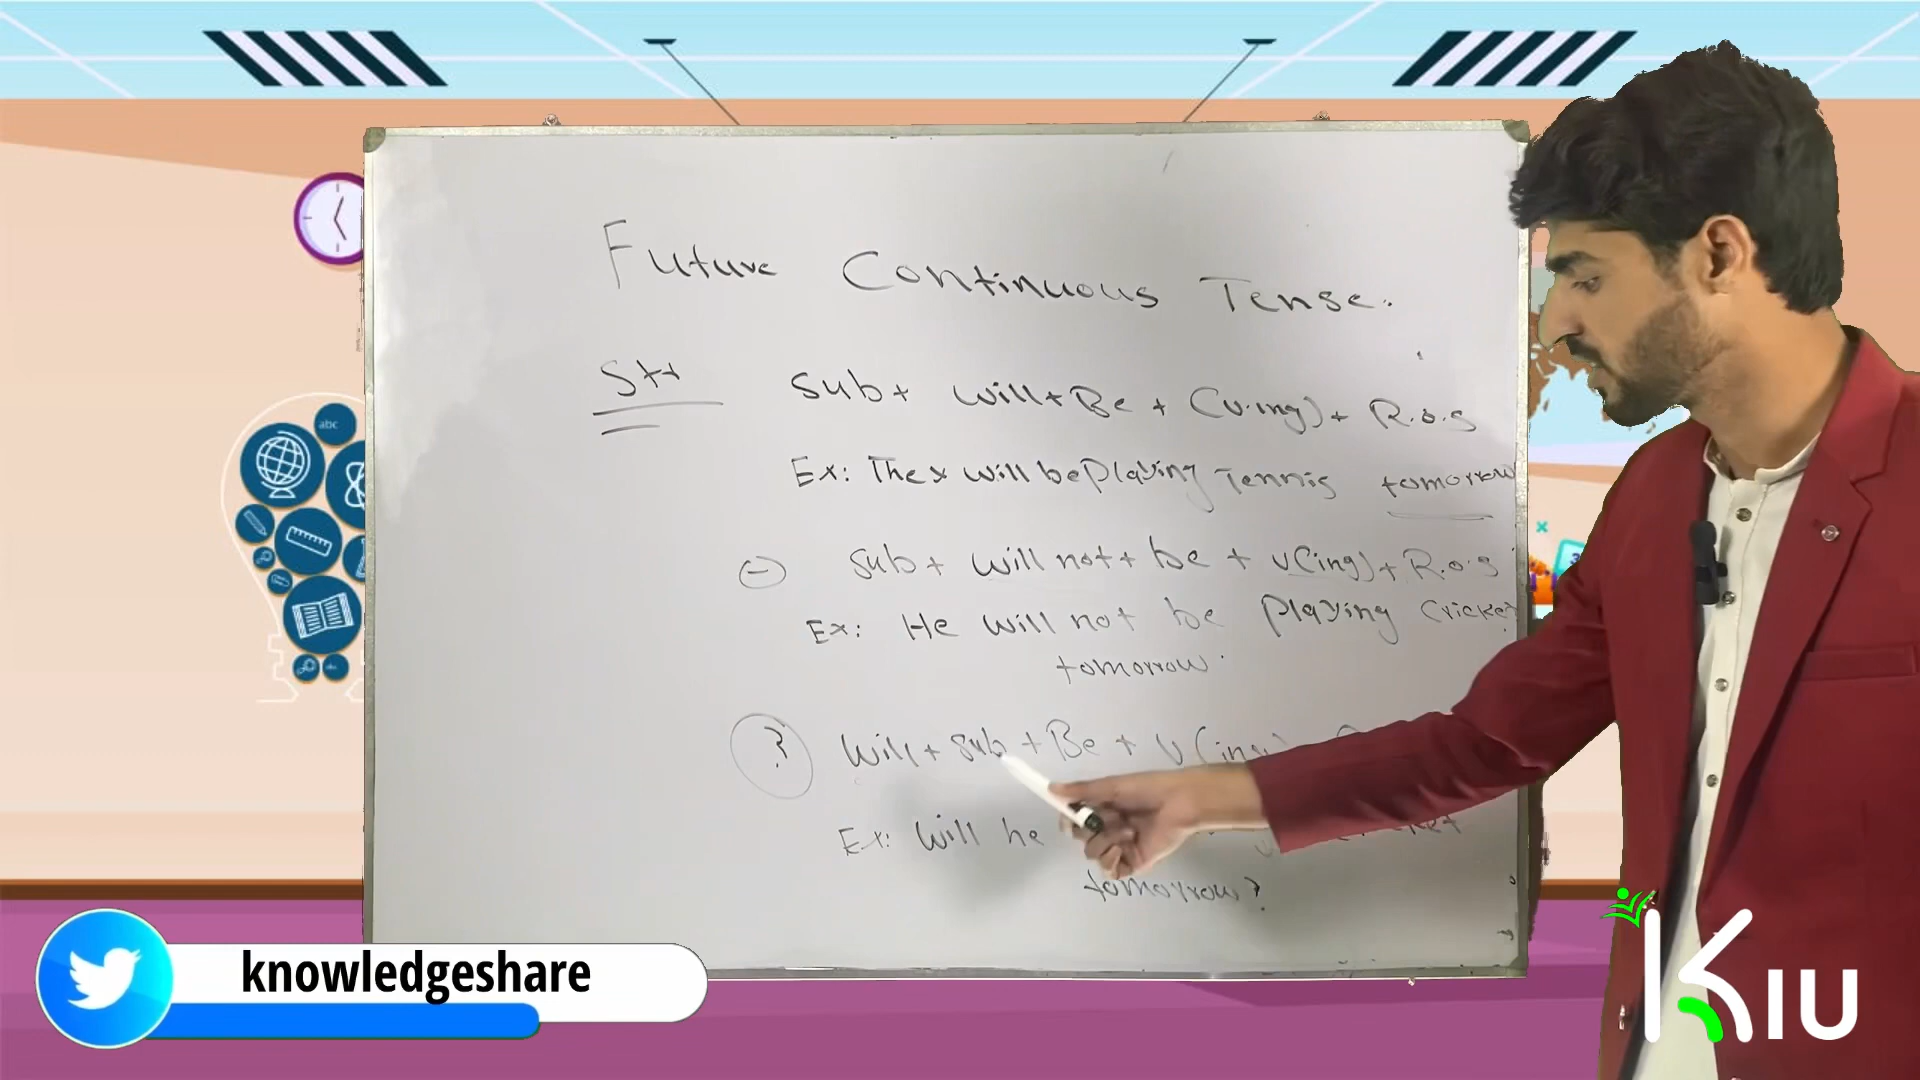 Future Continuous Tense.
Str Sub+ will+Be + (v.ing) + R.o.S
Ex: They will be Playing Tennis tomorrow
(-) Sub+ will not + be + v(ing) + R.o.S
Ex: He will not be Playing Cricket
tomorrow.
? Will + Sub + Be + v(ing)
Ex: Will he
tomorrow?
abc
knowledgeshare
KIU